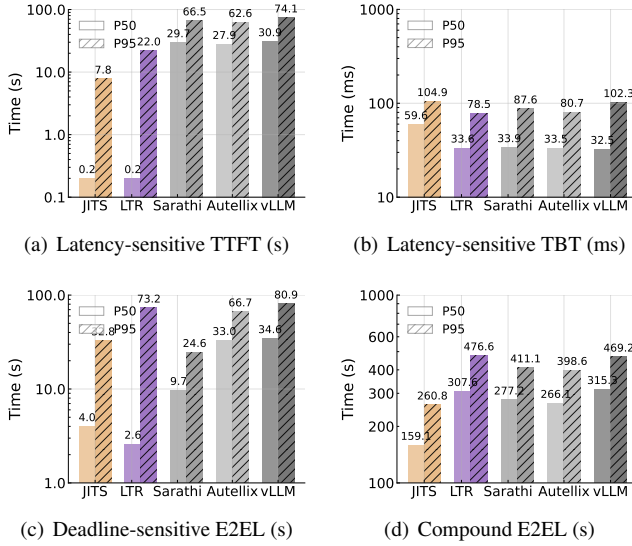 100.0
10.0
1.0
0.1
Time (s)
P50
P95
0.2
7.8
0.2
22.0
29.7
66.5
27.9
62.6
30.9
74.1
JITS LTR Sarathi Autellix vLLM
(a) Latency-sensitive TTFT (s)
1000
100
10
Time (ms)
P50
P95
59.6
104.9
33.6
78.5
33.9
87.6
33.5
80.7
32.5
102.3
JITS LTR Sarathi Autellix vLLM
(b) Latency-sensitive TBT (ms)
100.0
10.0
1.0
Time (s)
P50
P95
4.0
32.8
2.6
73.2
9.7
24.6
33.0
66.7
34.6
80.9
JITS LTR Sarathi Autellix vLLM
(c) Deadline-sensitive E2EL (s)
1000
600
400
300
200
100
Time (s)
P50
P95
159.1
260.8
307.6
476.6
277.2
411.1
266.1
398.6
315.3
469.2
JITS LTR Sarathi Autellix vLLM
(d) Compound E2EL (s)